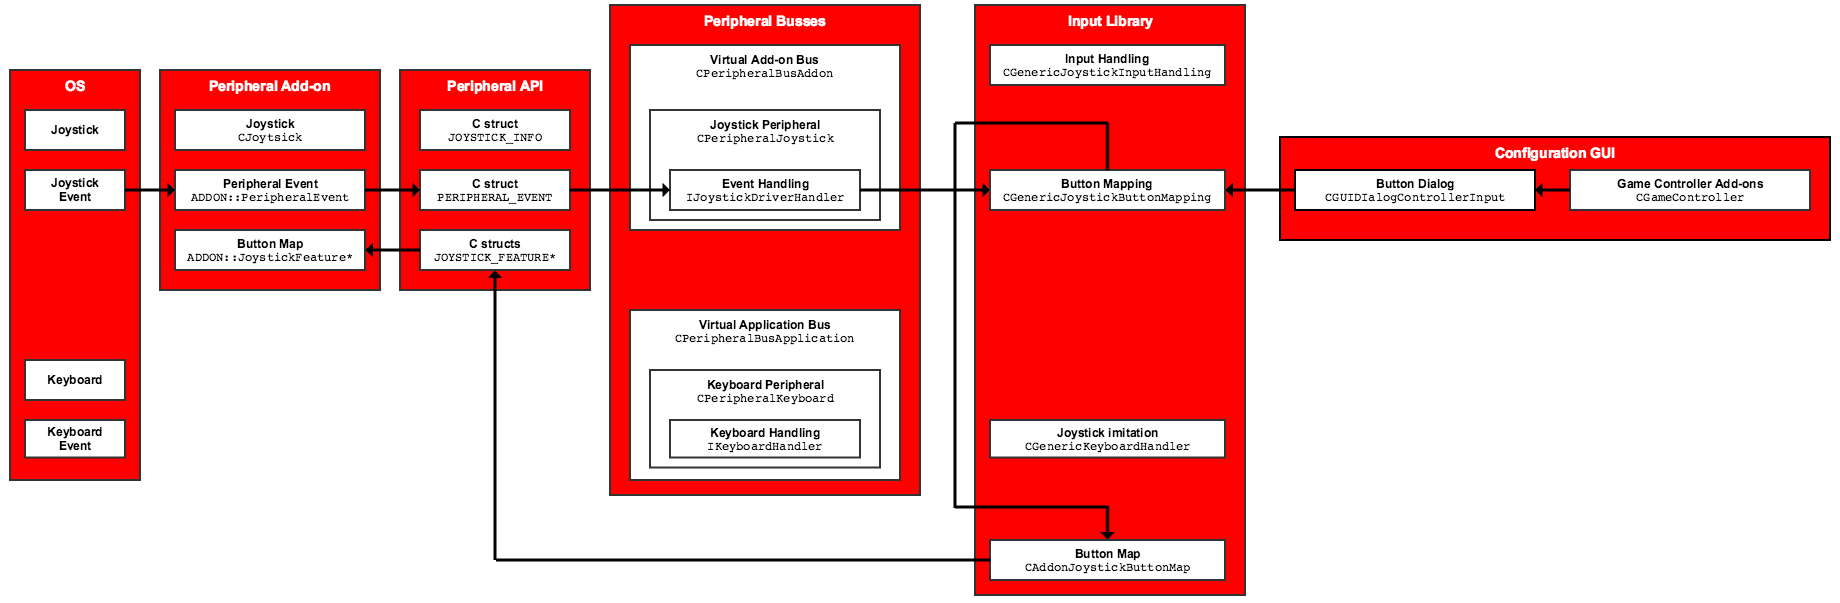 OS
Joystick
Joystick
Event
Keyboard
Keyboard
Event
Peripheral Add-on
Joystick
CJoytsick
Peripheral Event
ADDON::PeripheralEvent
Button Map
ADDON::JoystickFeature*
Peripheral API
C struct
JOYSTICK_INFO
C struct
PERIPHERAL_EVENT
C structs
JOYSTICK_FEATURE*
Peripheral Busses
Virtual Add-on Bus
CPeripheralBusAddon
Joystick Peripheral
CPeripheralJoystick
Event Handling
IJoystickDriverHandler
Virtual Application Bus
CPeripheralBusApplication
Keyboard Peripheral
CPeripheralKeyboard
Keyboard Handling
IKeyboardHandler
Input Library
Input Handling
CGenericJoystickInputHandling
Button Mapping
CGenericJoystickButtonMapping
Joystick imitation
CGenericKeyboardHandler
Button Map
CAddonJoystickButtonMap
Configuration GUI
Button Dialog
CGUIDIalogControllerInput
Game Controller Add-ons
CGameController